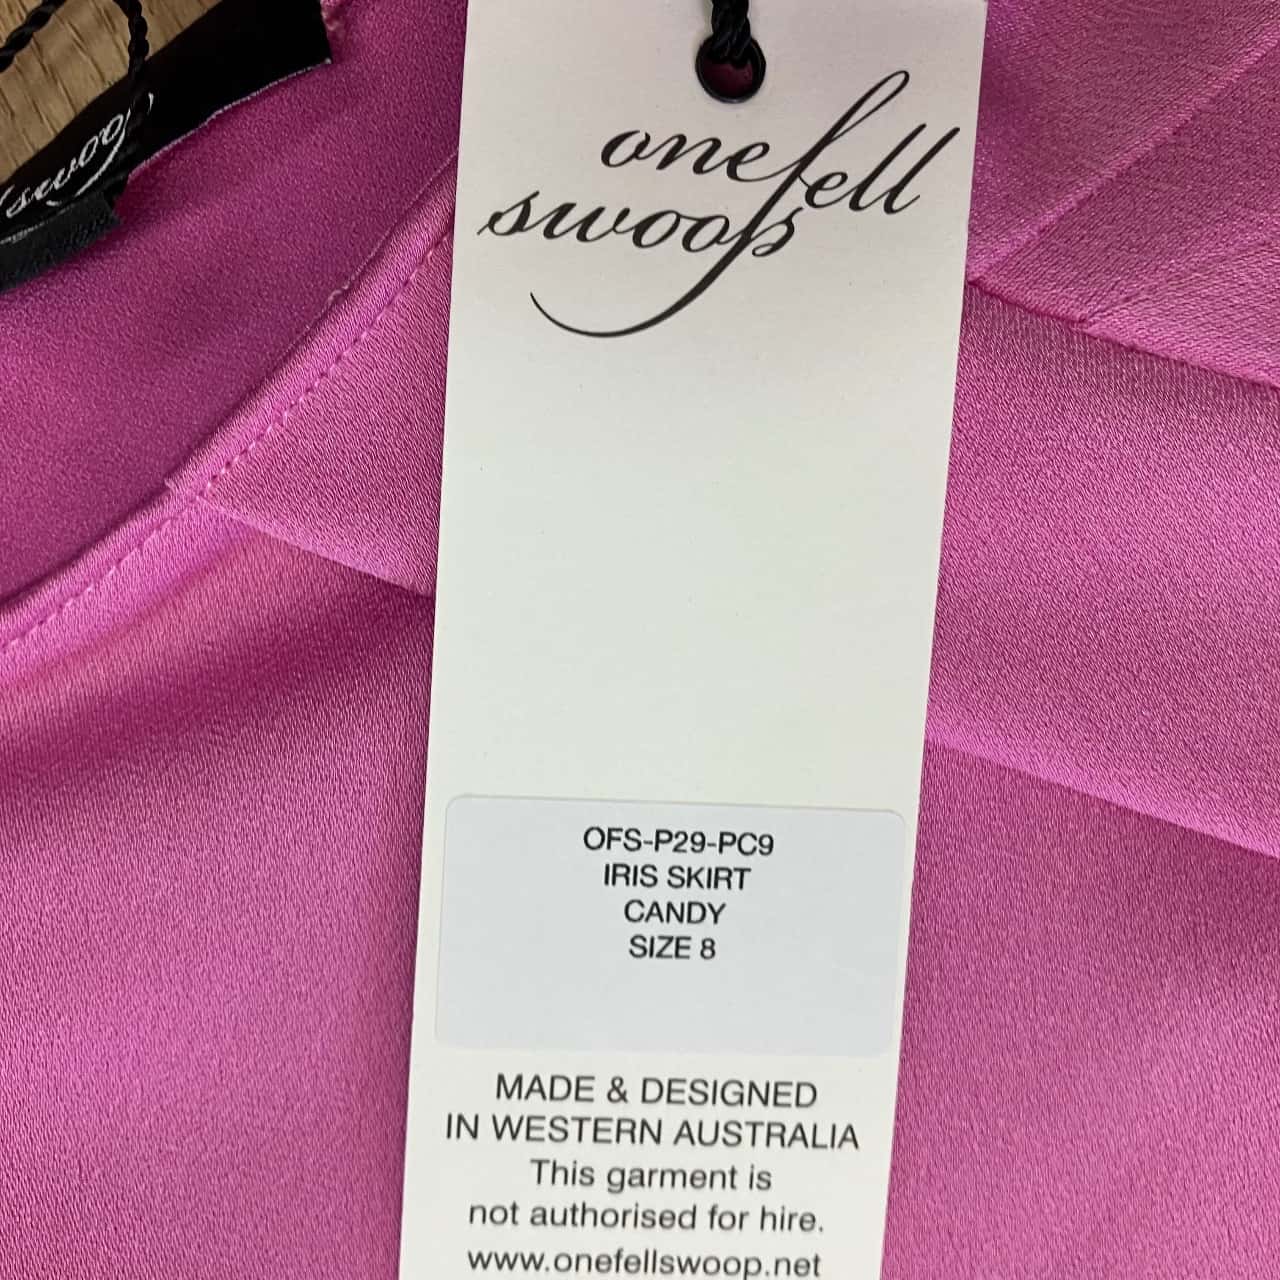 swoop
one fell
swoop
OFS-P29-PC9
IRIS SKIRT
CANDY
SIZE 8
MADE & DESIGNED
IN WESTERN AUSTRALIA
This garment is
not authorised for hire.
www.onefellswoop.net